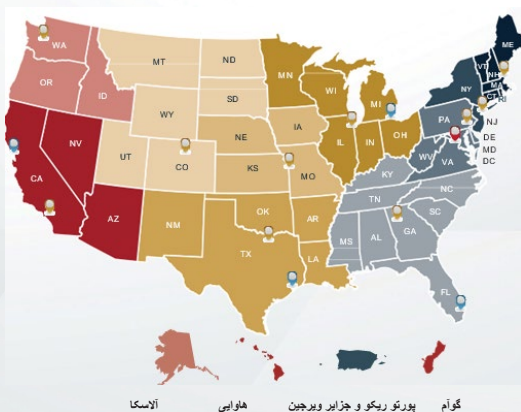 WA
OR
ID
MT
ND
SD
WY
NE
UT
CO
KS
NV
CA
AZ
NM
OK
TX
MN
IA
MO
AR
LA
WI
MI
IL
IN
OH
KY
TN
MS
AL
GA
SC
NC
FL
WV
VA
PA
NY
VT
NH
ME
MA
CT
RI
NJ
DE
MD
DC
آلاسکا
هاوایی
پورتو ریکو و جزایر ویرجین
گوآم